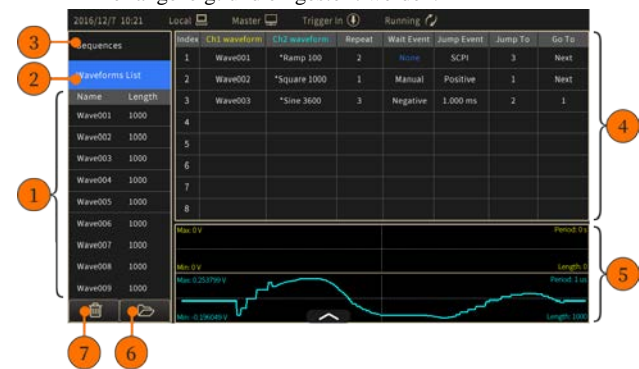 2016/12/7 10:21 Local Master Trigger In Running
3 Sequences
2 Waveforms List
Name Length
Wave001 1000
Wave002 1000
Wave003 1000
Wave004 1000
Wave005 1000
Wave006 1000
Wave007 1000
Wave008 1000
Wave009 1000
1
Index Ch1 waveform Ch2 waveform Repeat Wait Event Jump Event Jump To Go To
1 Wave001 *Ramp 100 2 None SCPI 3 Next
2 Wave002 *Square 1000 1 Manual Positive 1 Next
3 Wave003 *Sine 3600 3 Negative 1.000 ms 2 1
4
5
6
7
8
4
Max: 0 V Period: 0 s
Min: 0 V Length: 0
Max: 0.253799 V Period: 1 us
Min: -0.196049 V Length: 1000
5
7 6